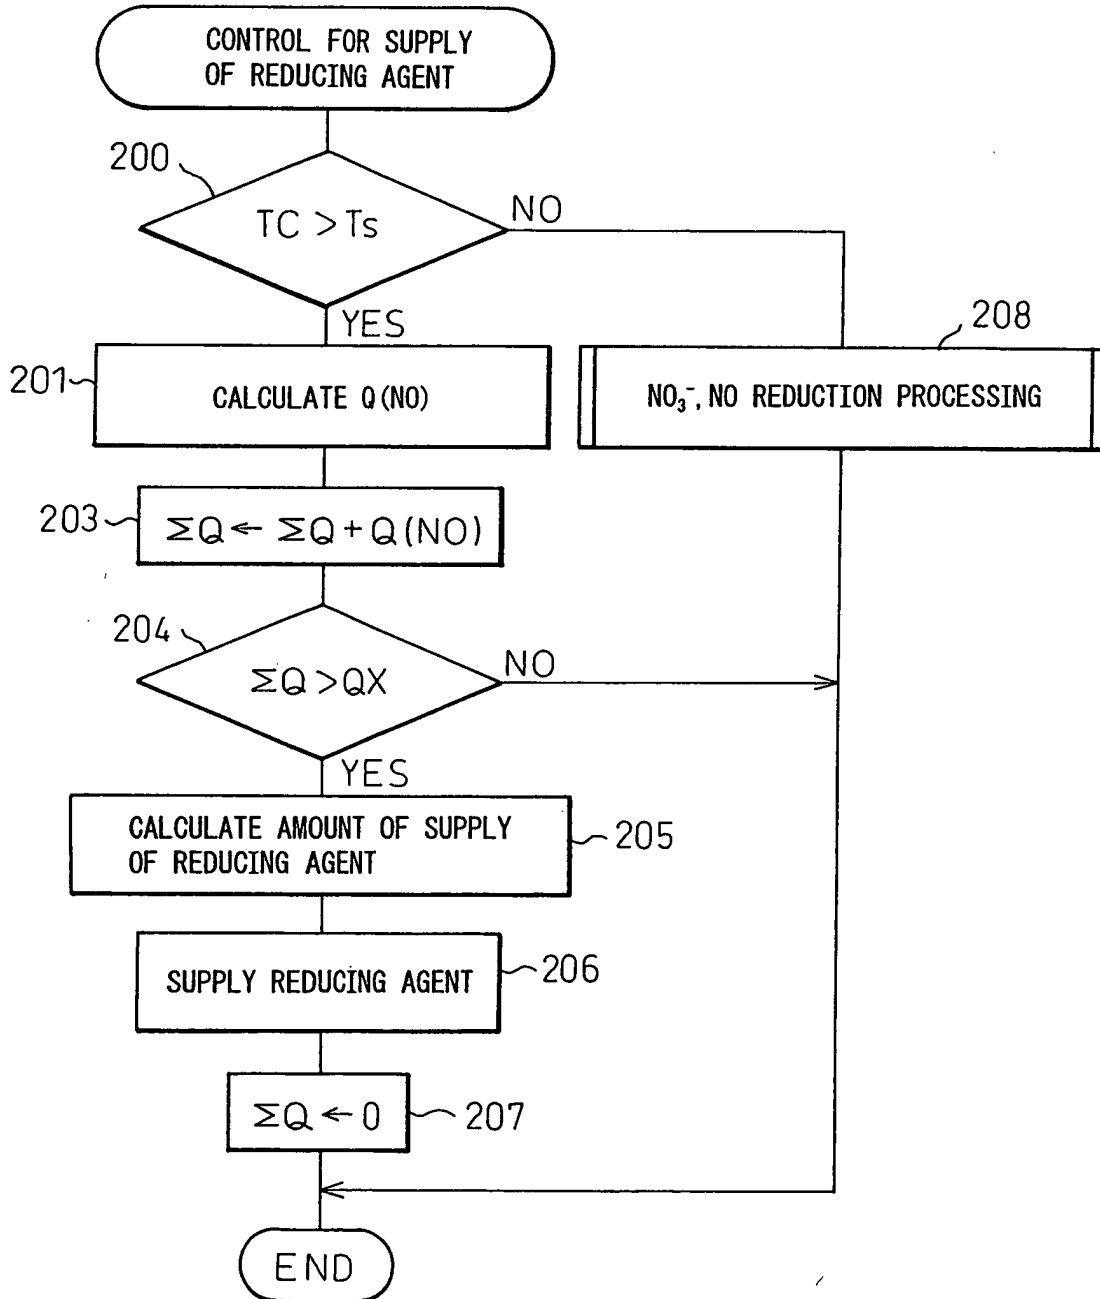 CONTROL FOR SUPPLY
OF REDUCING AGENT
200
TC > Ts
NO
YES
208
201
CALCULATE Q(NO)
NO₃⁻, NO REDUCTION PROCESSING
203
ΣQ ← ΣQ + Q(NO)
204
ΣQ > QX
NO
YES
CALCULATE AMOUNT OF SUPPLY
OF REDUCING AGENT
205
SUPPLY REDUCING AGENT
206
ΣQ ← 0
207
END